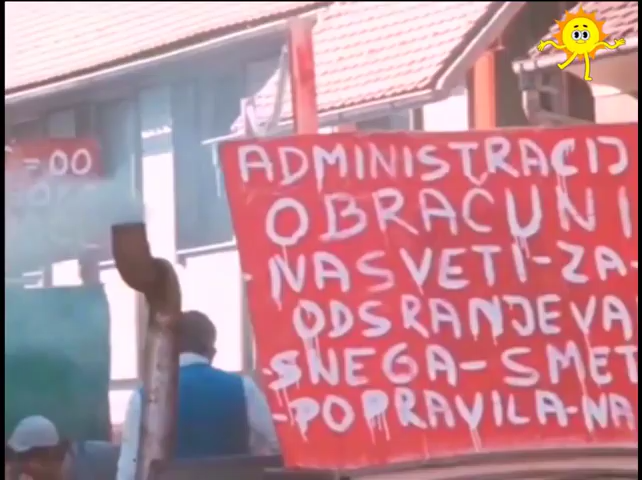 =00
ADMINISTRACIJ
OBRAČUNI
-NASVETI-ZA-
ODSRANJEVA
-SNEGA-SMET
-POPRAVILA-NA